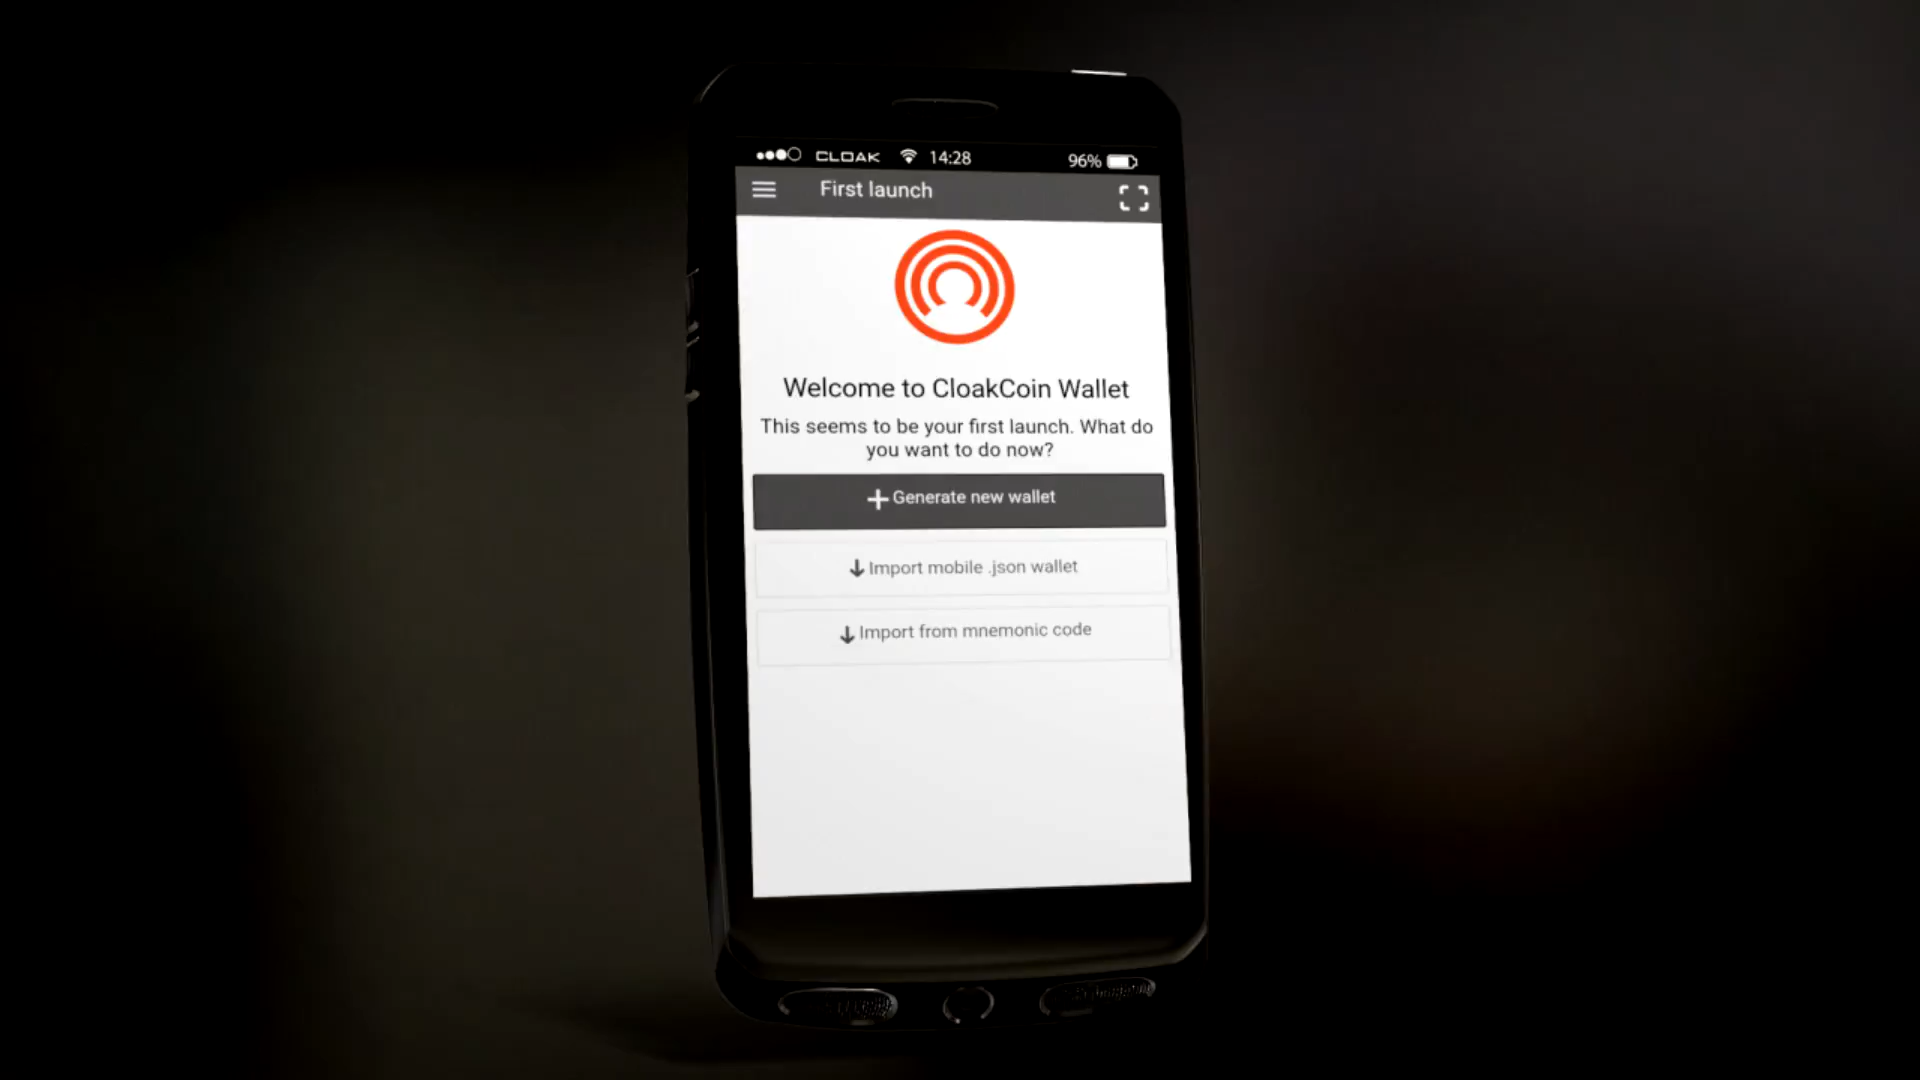 CLOAK 14:28 96%
First launch
Welcome to CloakCoin Wallet
This seems to be your first launch. What do
you want to do now?
Generate new wallet
Import mobile .json wallet
Import from mnemonic code